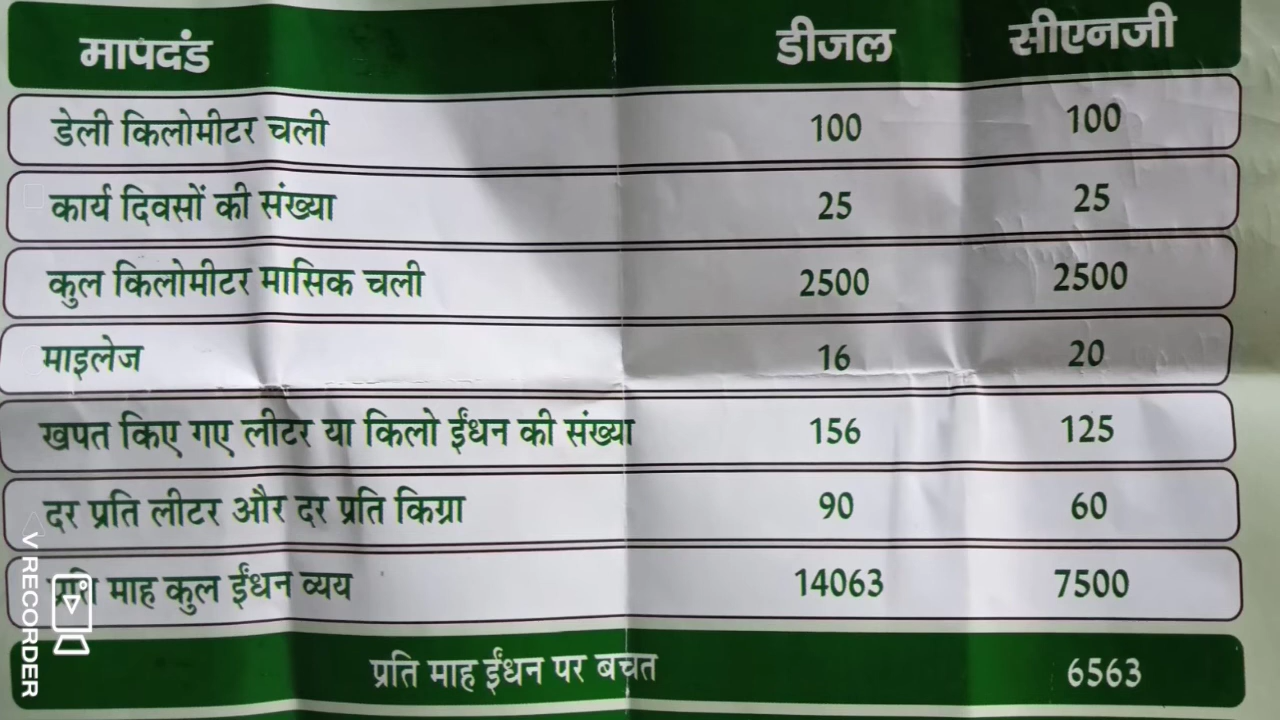 मापदंड डीजल सीएनजी
डेली किलोमीटर चली 100 100
कार्य दिवसों की संख्या 25 25
कुल किलोमीटर मासिक चली 2500 2500
माइलेज 16 20
खपत किए गए लीटर या किलो ईंधन की संख्या 156 125
दर प्रति लीटर और दर प्रति किग्रा 90 60
प्रति माह कुल ईंधन व्यय 14063 7500
प्रति माह ईंधन पर बचत 6563
V RECORDER